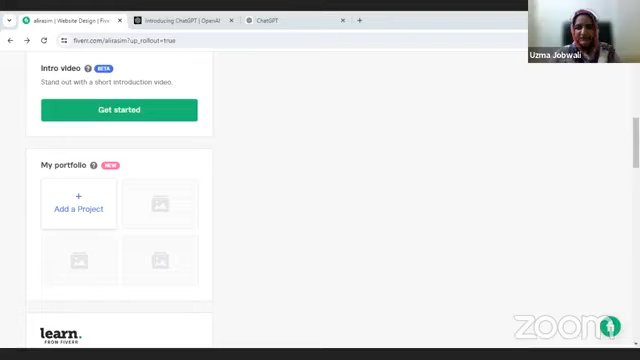 alirasim | Website Design | Fiver
Introducing ChatGPT | OpenAI
ChatGPT
fiverr.com/alirasim?up_rollout=true
Uzma Jobwali
Intro video ? BETA
Stand out with a short introduction video.
Get started
My portfolio ? NEW
+
Add a Project
learn.
FROM FIVERR
zoom